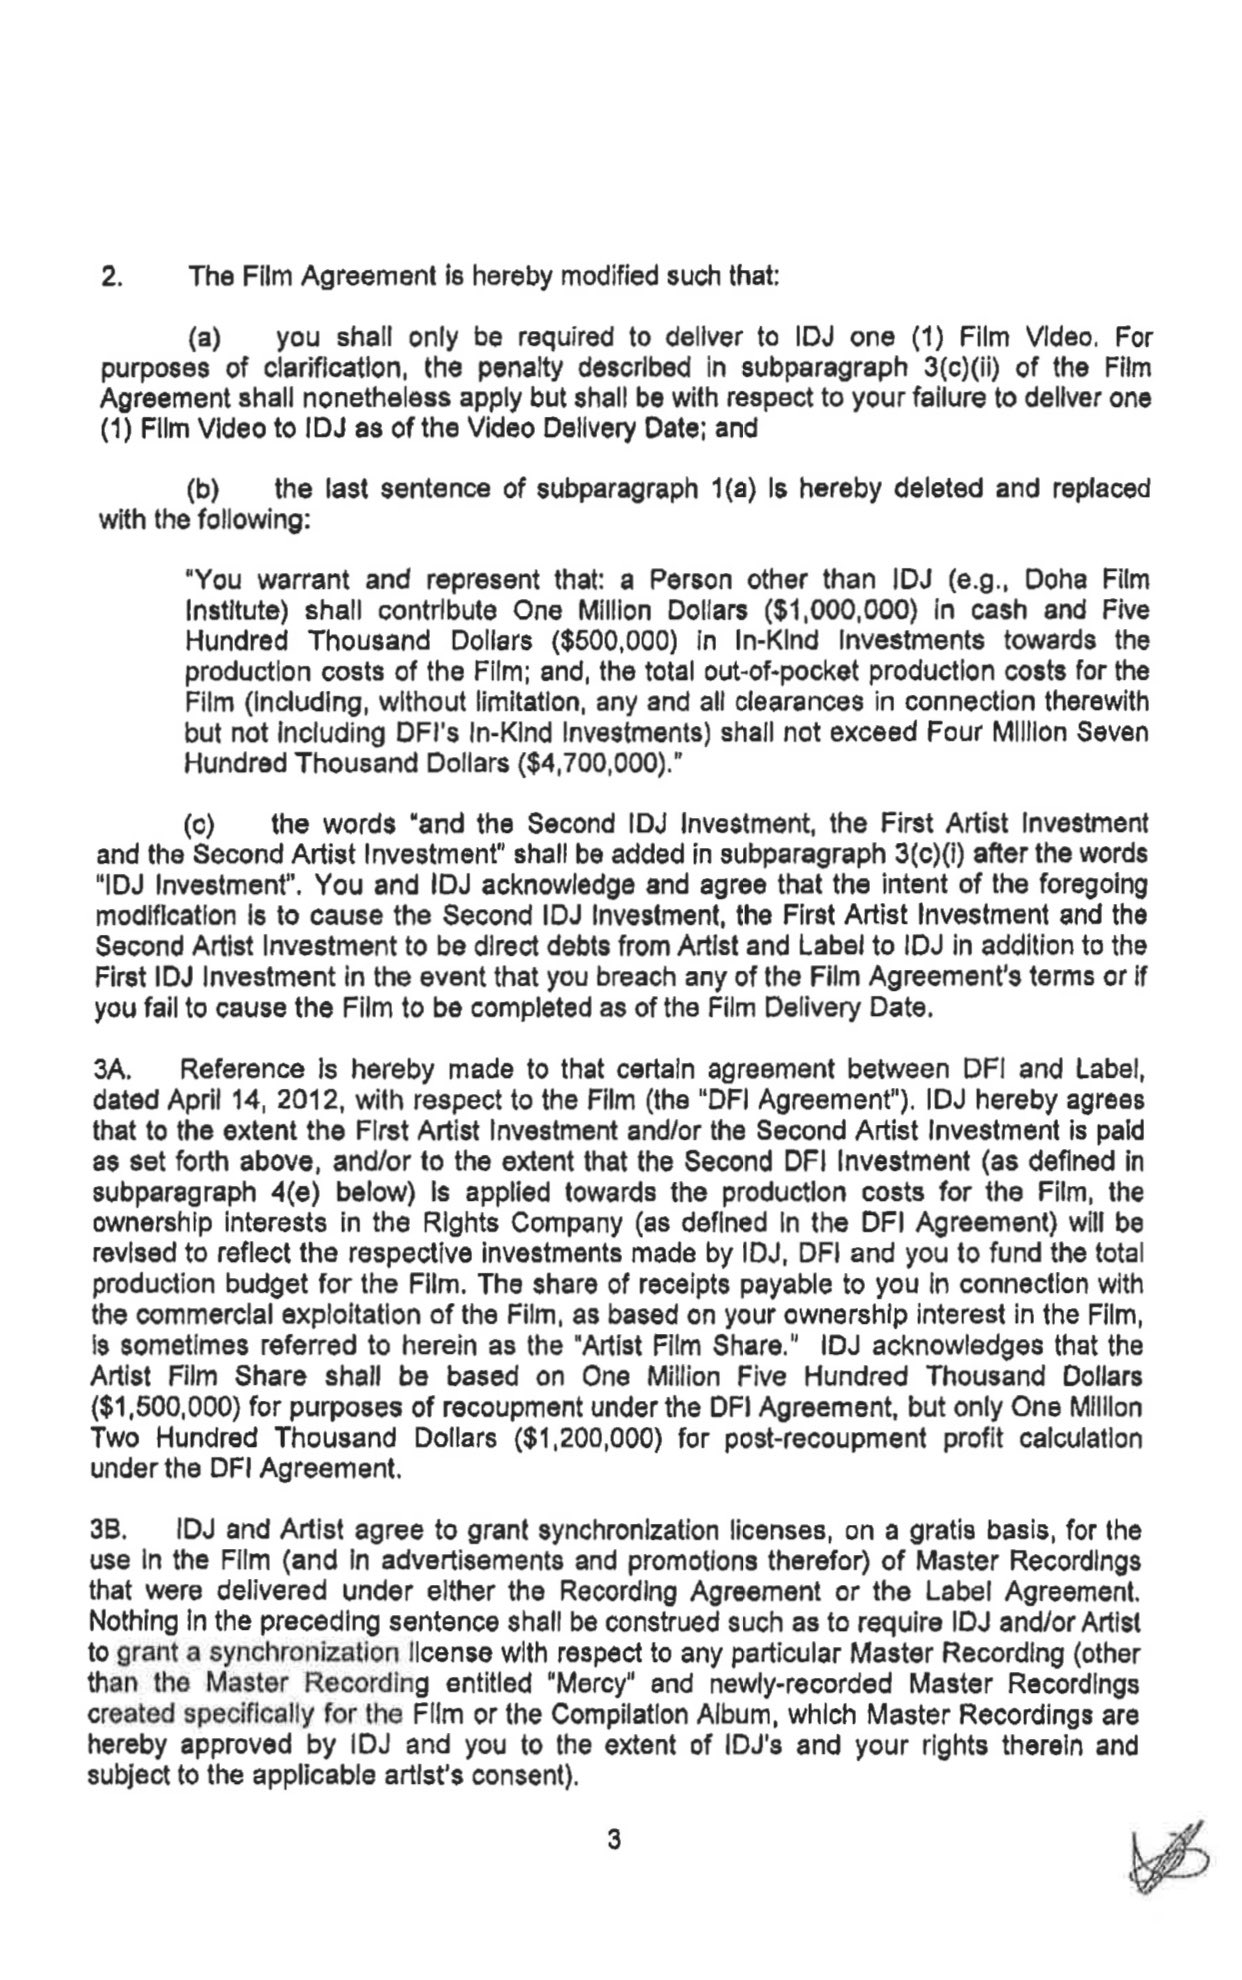 2. The Film Agreement is hereby modified such that:
(a) you shall only be required to deliver to IDJ one (1) Film Video. For
purposes of clarification, the penalty described in subparagraph 3(c)(ii) of the Film
Agreement shall nonetheless apply but shall be with respect to your failure to deliver one
(1) Film Video to IDJ as of the Video Delivery Date; and
(b) the last sentence of subparagraph 1(a) is hereby deleted and replaced
with the following:
"You warrant and represent that: a Person other than IDJ (e.g., Doha Film
Institute) shall contribute One Million Dollars ($1,000,000) in cash and Five
Hundred Thousand Dollars ($500,000) in In-Kind Investments towards the
production costs of the Film; and, the total out-of-pocket production costs for the
Film (including, without limitation, any and all clearances in connection therewith
but not including DFI's In-Kind Investments) shall not exceed Four Million Seven
Hundred Thousand Dollars ($4,700,000)."
(c) the words "and the Second IDJ Investment, the First Artist Investment
and the Second Artist Investment" shall be added in subparagraph 3(c)(i) after the words
"IDJ Investment". You and IDJ acknowledge and agree that the intent of the foregoing
modification is to cause the Second IDJ Investment, the First Artist Investment and the
Second Artist Investment to be direct debts from Artist and Label to IDJ in addition to the
First IDJ Investment in the event that you breach any of the Film Agreement's terms or if
you fail to cause the Film to be completed as of the Film Delivery Date.
3A. Reference is hereby made to that certain agreement between DFI and Label,
dated April 14, 2012, with respect to the Film (the "DFI Agreement"). IDJ hereby agrees
that to the extent the First Artist Investment and/or the Second Artist Investment is paid
as set forth above, and/or to the extent that the Second DFI Investment (as defined in
subparagraph 4(e) below) is applied towards the production costs for the Film, the
ownership interests in the Rights Company (as defined in the DFI Agreement) will be
revised to reflect the respective investments made by IDJ, DFI and you to fund the total
production budget for the Film. The share of receipts payable to you in connection with
the commercial exploitation of the Film, as based on your ownership interest in the Film,
is sometimes referred to herein as the "Artist Film Share." IDJ acknowledges that the
Artist Film Share shall be based on One Million Five Hundred Thousand Dollars
($1,500,000) for purposes of recoupment under the DFI Agreement, but only One Million
Two Hundred Thousand Dollars ($1,200,000) for post-recoupment profit calculation
under the DFI Agreement.
3B. IDJ and Artist agree to grant synchronization licenses, on a gratis basis, for the
use in the Film (and in advertisements and promotions therefor) of Master Recordings
that were delivered under either the Recording Agreement or the Label Agreement.
Nothing in the preceding sentence shall be construed such as to require IDJ and/or Artist
to grant a synchronization license with respect to any particular Master Recording (other
than the Master Recording entitled "Mercy" and newly-recorded Master Recordings
created specifically for the Film or the Compilation Album, which Master Recordings are
hereby approved by IDJ and you to the extent of IDJ's and your rights therein and
subject to the applicable artist's consent).
3